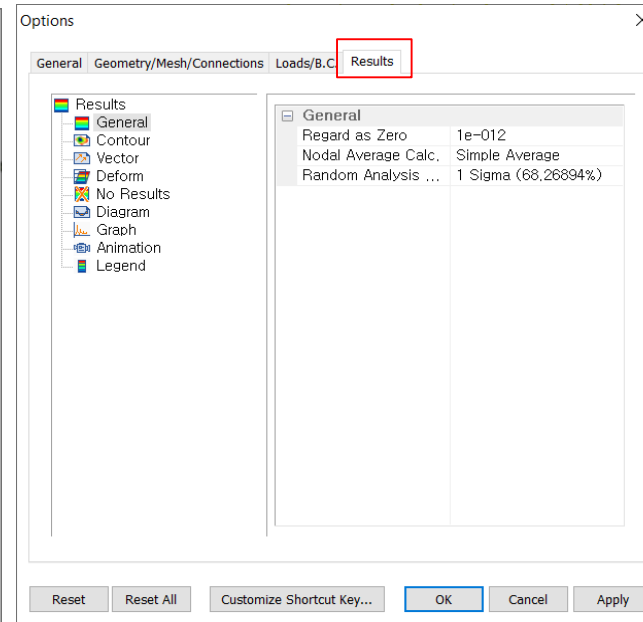 Options
General Geometry/Mesh/Connections Loads/B.C. Results
Results
General
Contour
Vector
Deform
No Results
Diagram
Graph
Animation
Legend
General
Regard as Zero 1e-012
Nodal Average Calc, Simple Average
Random Analysis ... 1 Sigma (68,26894%)
Reset Reset All Customize Shortcut Key... OK Cancel Apply